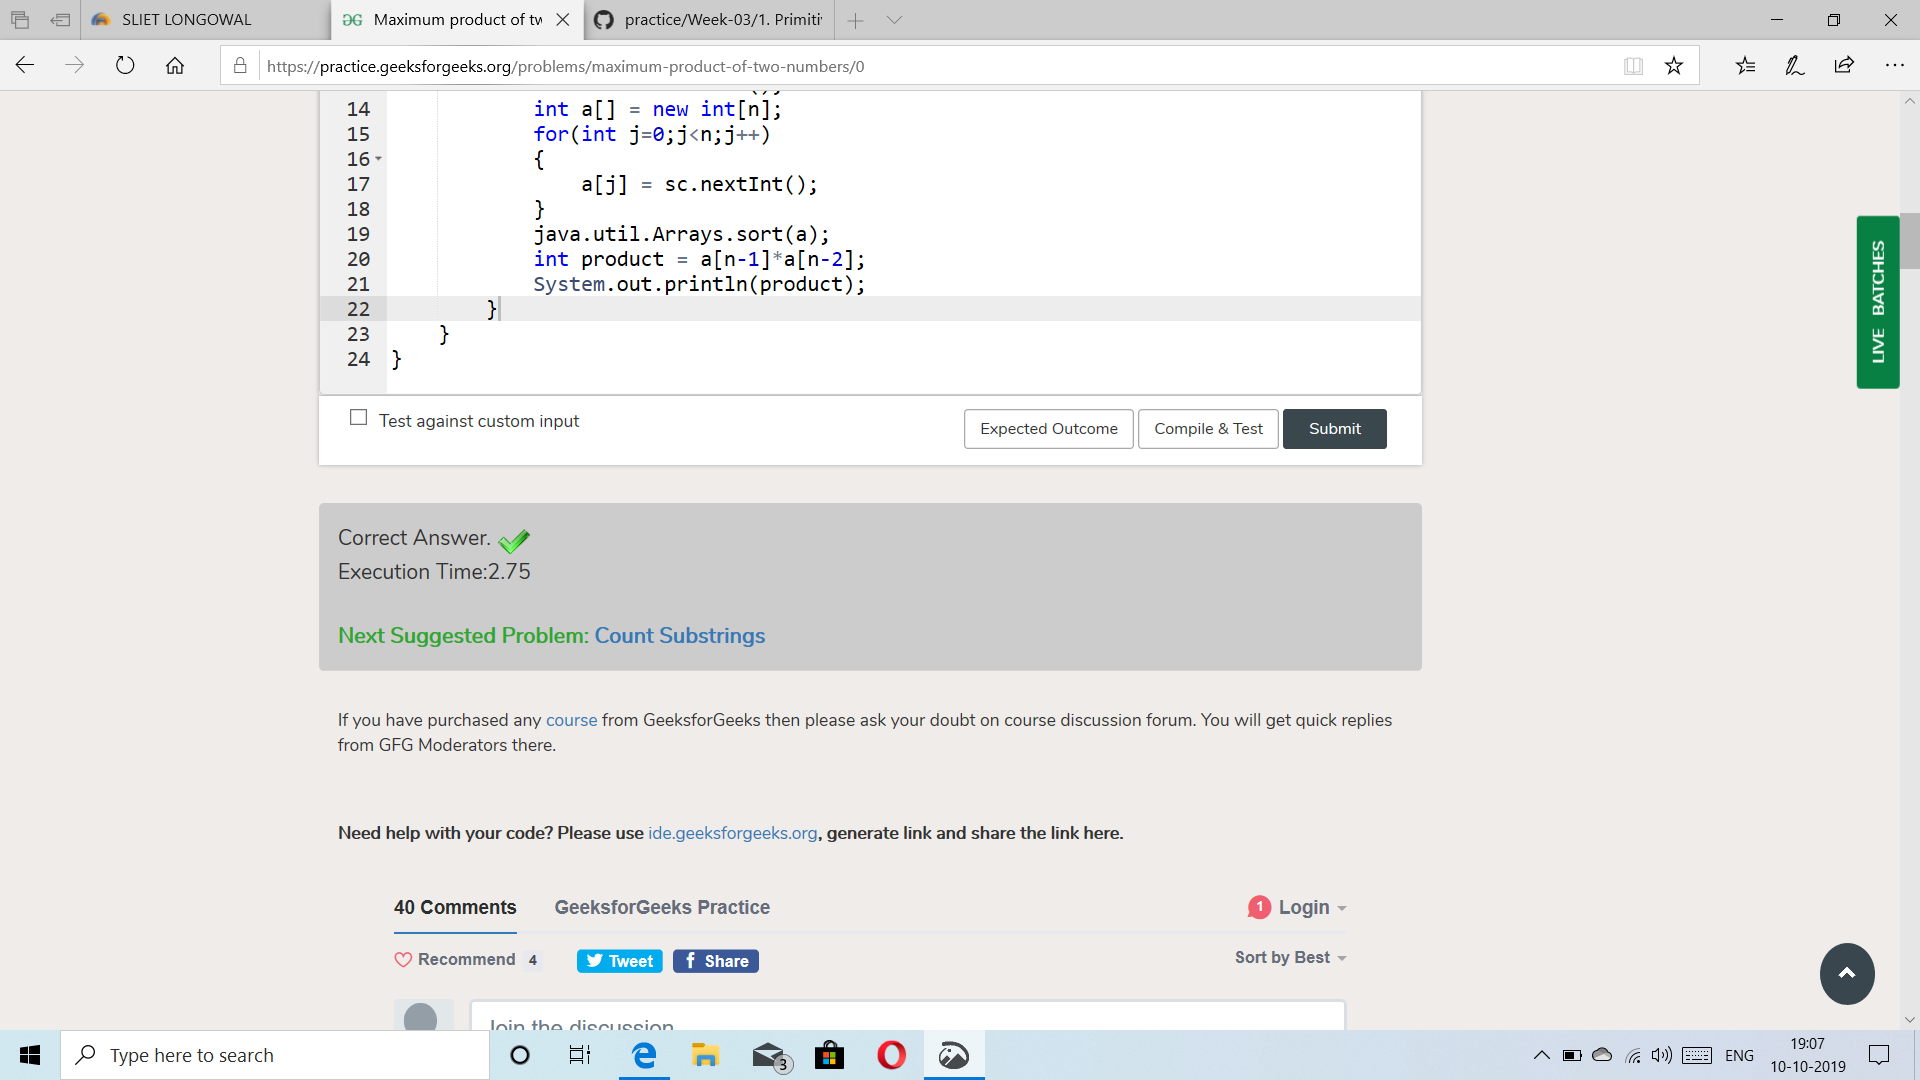 SLIET LONGOWAL
Maximum product of tw
practice/Week-03/1. Primiti
https://practice.geeksforgeeks.org/problems/maximum-product-of-two-numbers/0
14 int a[] = new int[n];
15 for(int j=0;j<n;j++)
16 {
17 a[j] = sc.nextInt();
18 }
19 java.util.Arrays.sort(a);
20 int product = a[n-1]*a[n-2];
21 System.out.println(product);
22 }
23 }
24 }
LIVE BATCHES
Test against custom input
Expected Outcome
Compile & Test
Submit
Correct Answer.
Execution Time:2.75
Next Suggested Problem: Count Substrings
If you have purchased any course from GeeksforGeeks then please ask your doubt on course discussion forum. You will get quick replies
from GFG Moderators there.
Need help with your code? Please use ide.geeksforgeeks.org, generate link and share the link here.
40 Comments
GeeksforGeeks Practice
1 Login
Recommend 4
Tweet
f Share
Sort by Best
Join the discussion
Type here to search
3
ENG
19:07
10-10-2019